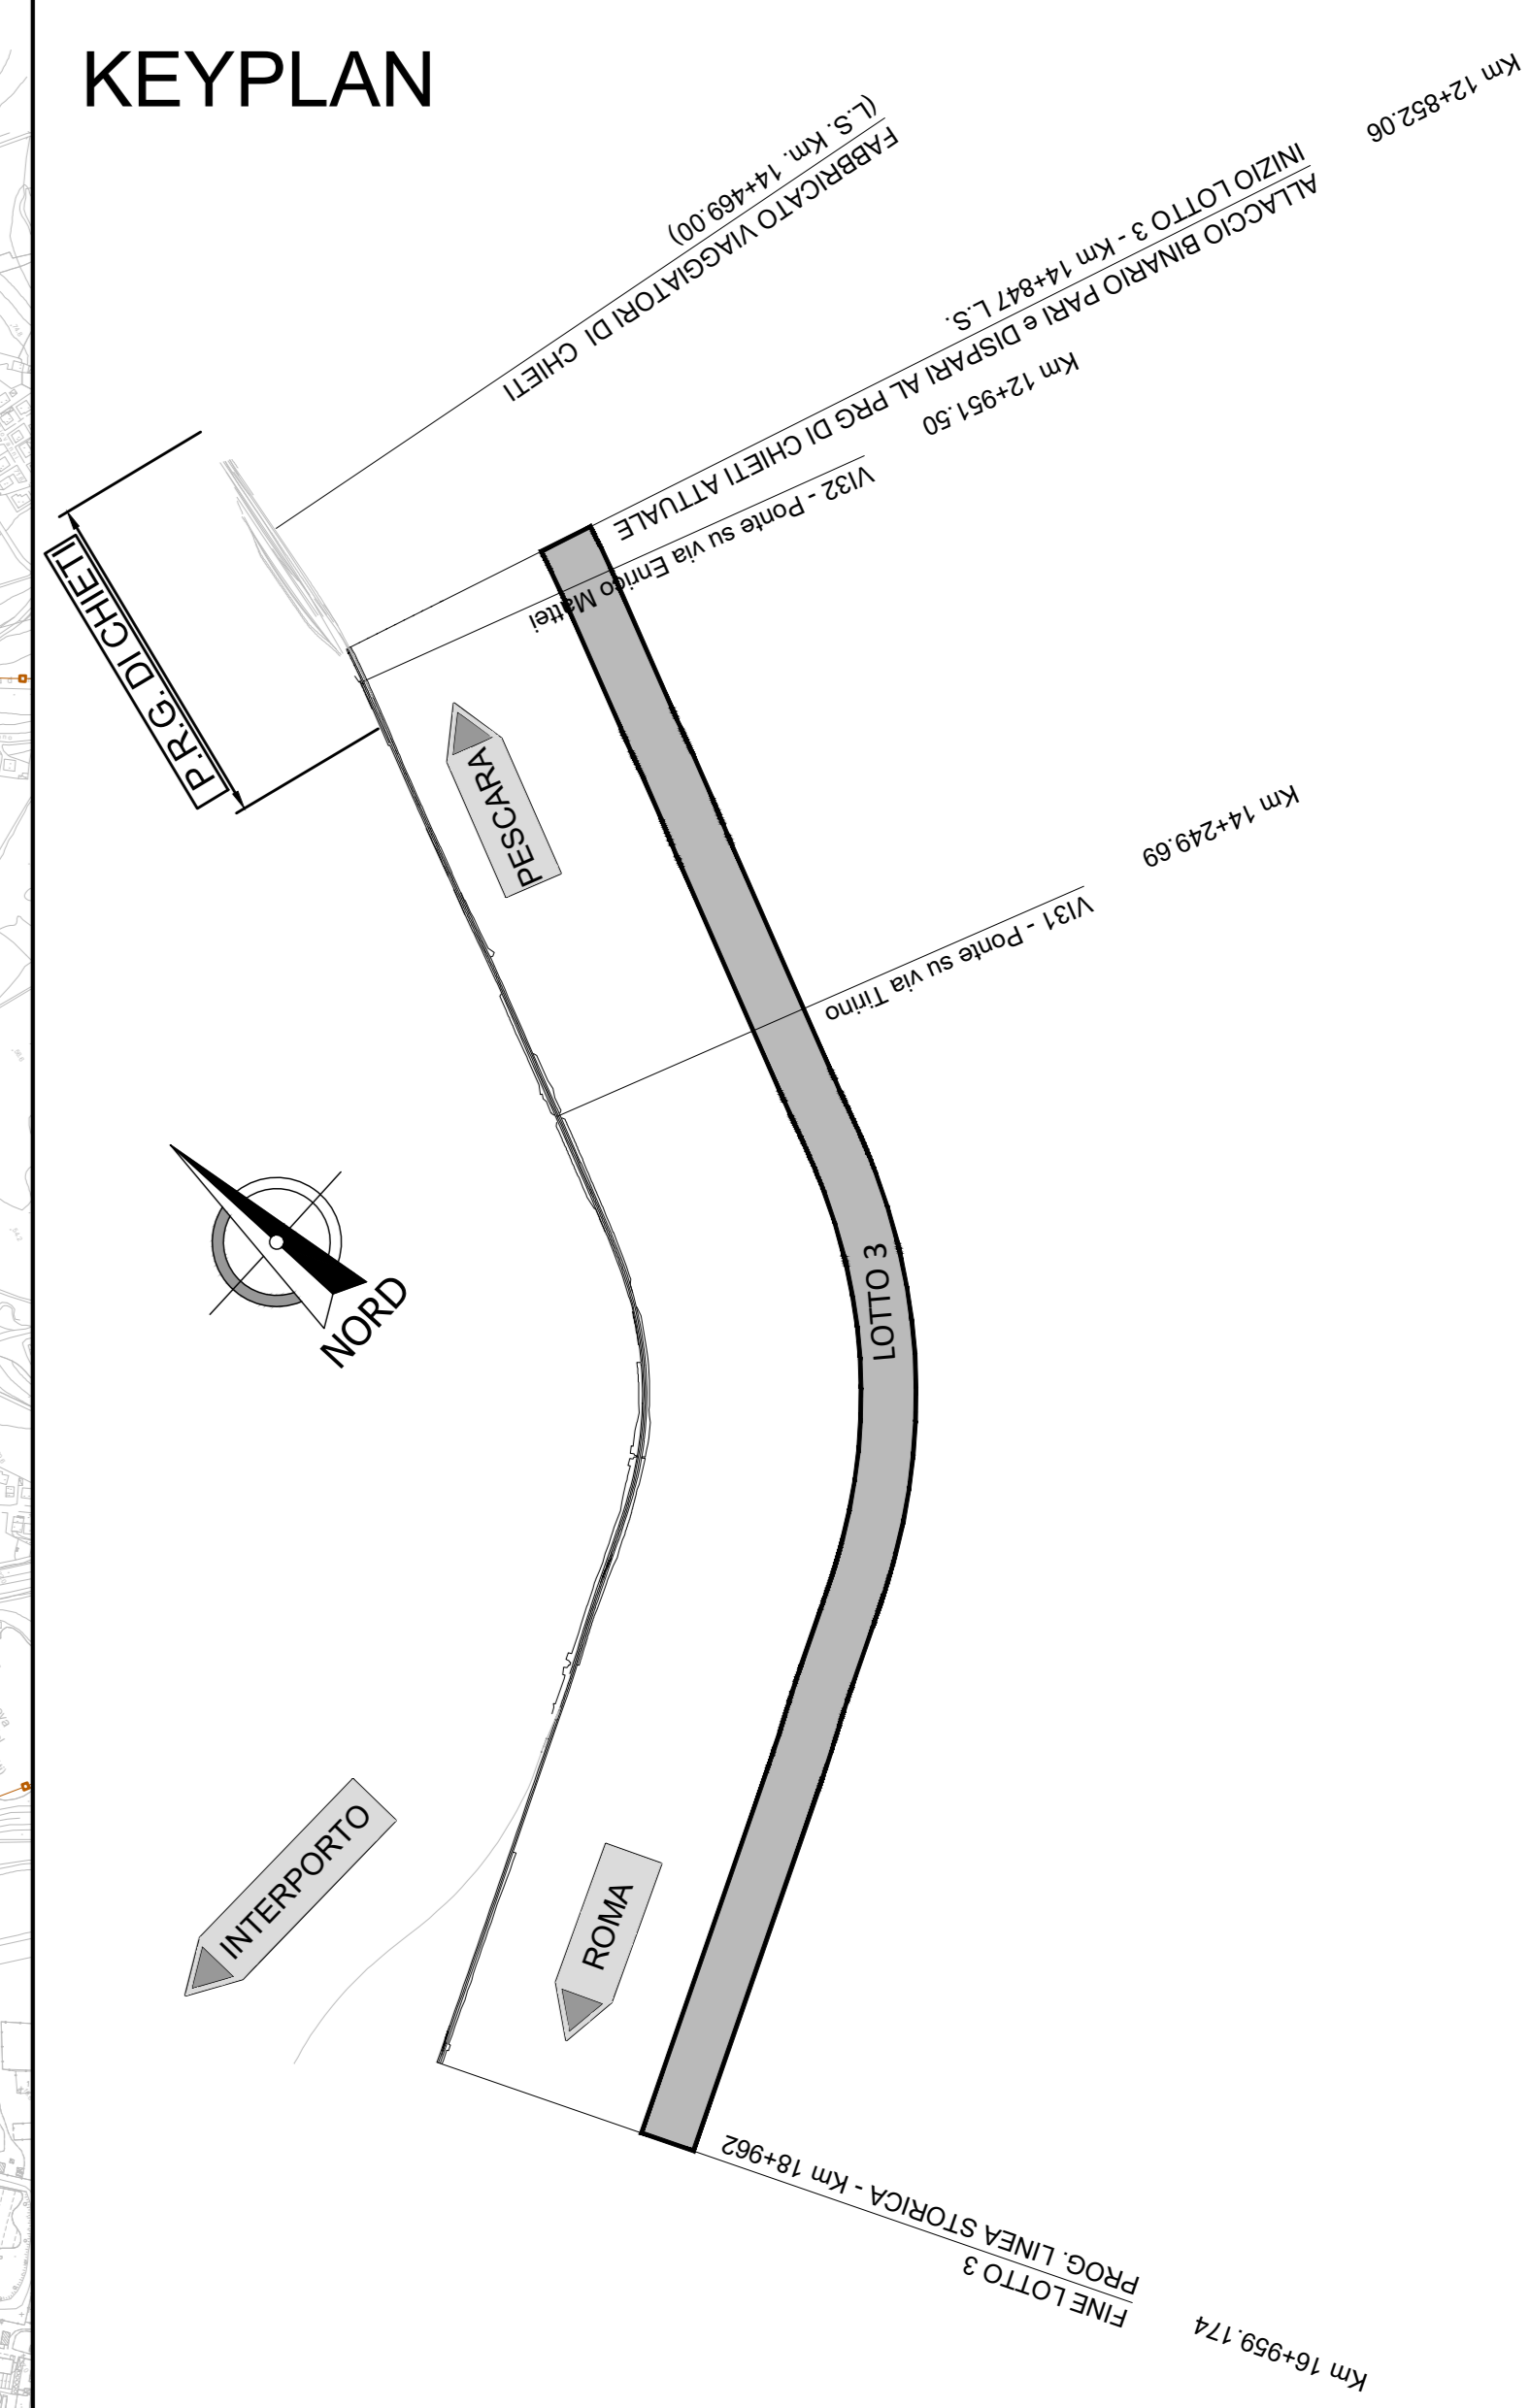 KEYPLAN
Km 12+852.06
(L.S. Km. 14+469.00)
FABBRICATO VIAGGIATORI DI CHIETI
INIZIO LOTTO 3 - Km 14+847 L.S.
ALLACCIO BINARIO PARI e DISPARI AL PRG DI CHIETI ATTUALE
Km 12+951.50
VI32 - Ponte su via Enrico Mattei
P.R.G. DI CHIETI
PESCARA
Km 14+249.69
VI31 - Ponte su via Tirino
NORD
LOTTO 3
INTERPORTO
ROMA
PROG. LINEA STORICA - Km 18+962
FINE LOTTO 3
Km 16+959.174